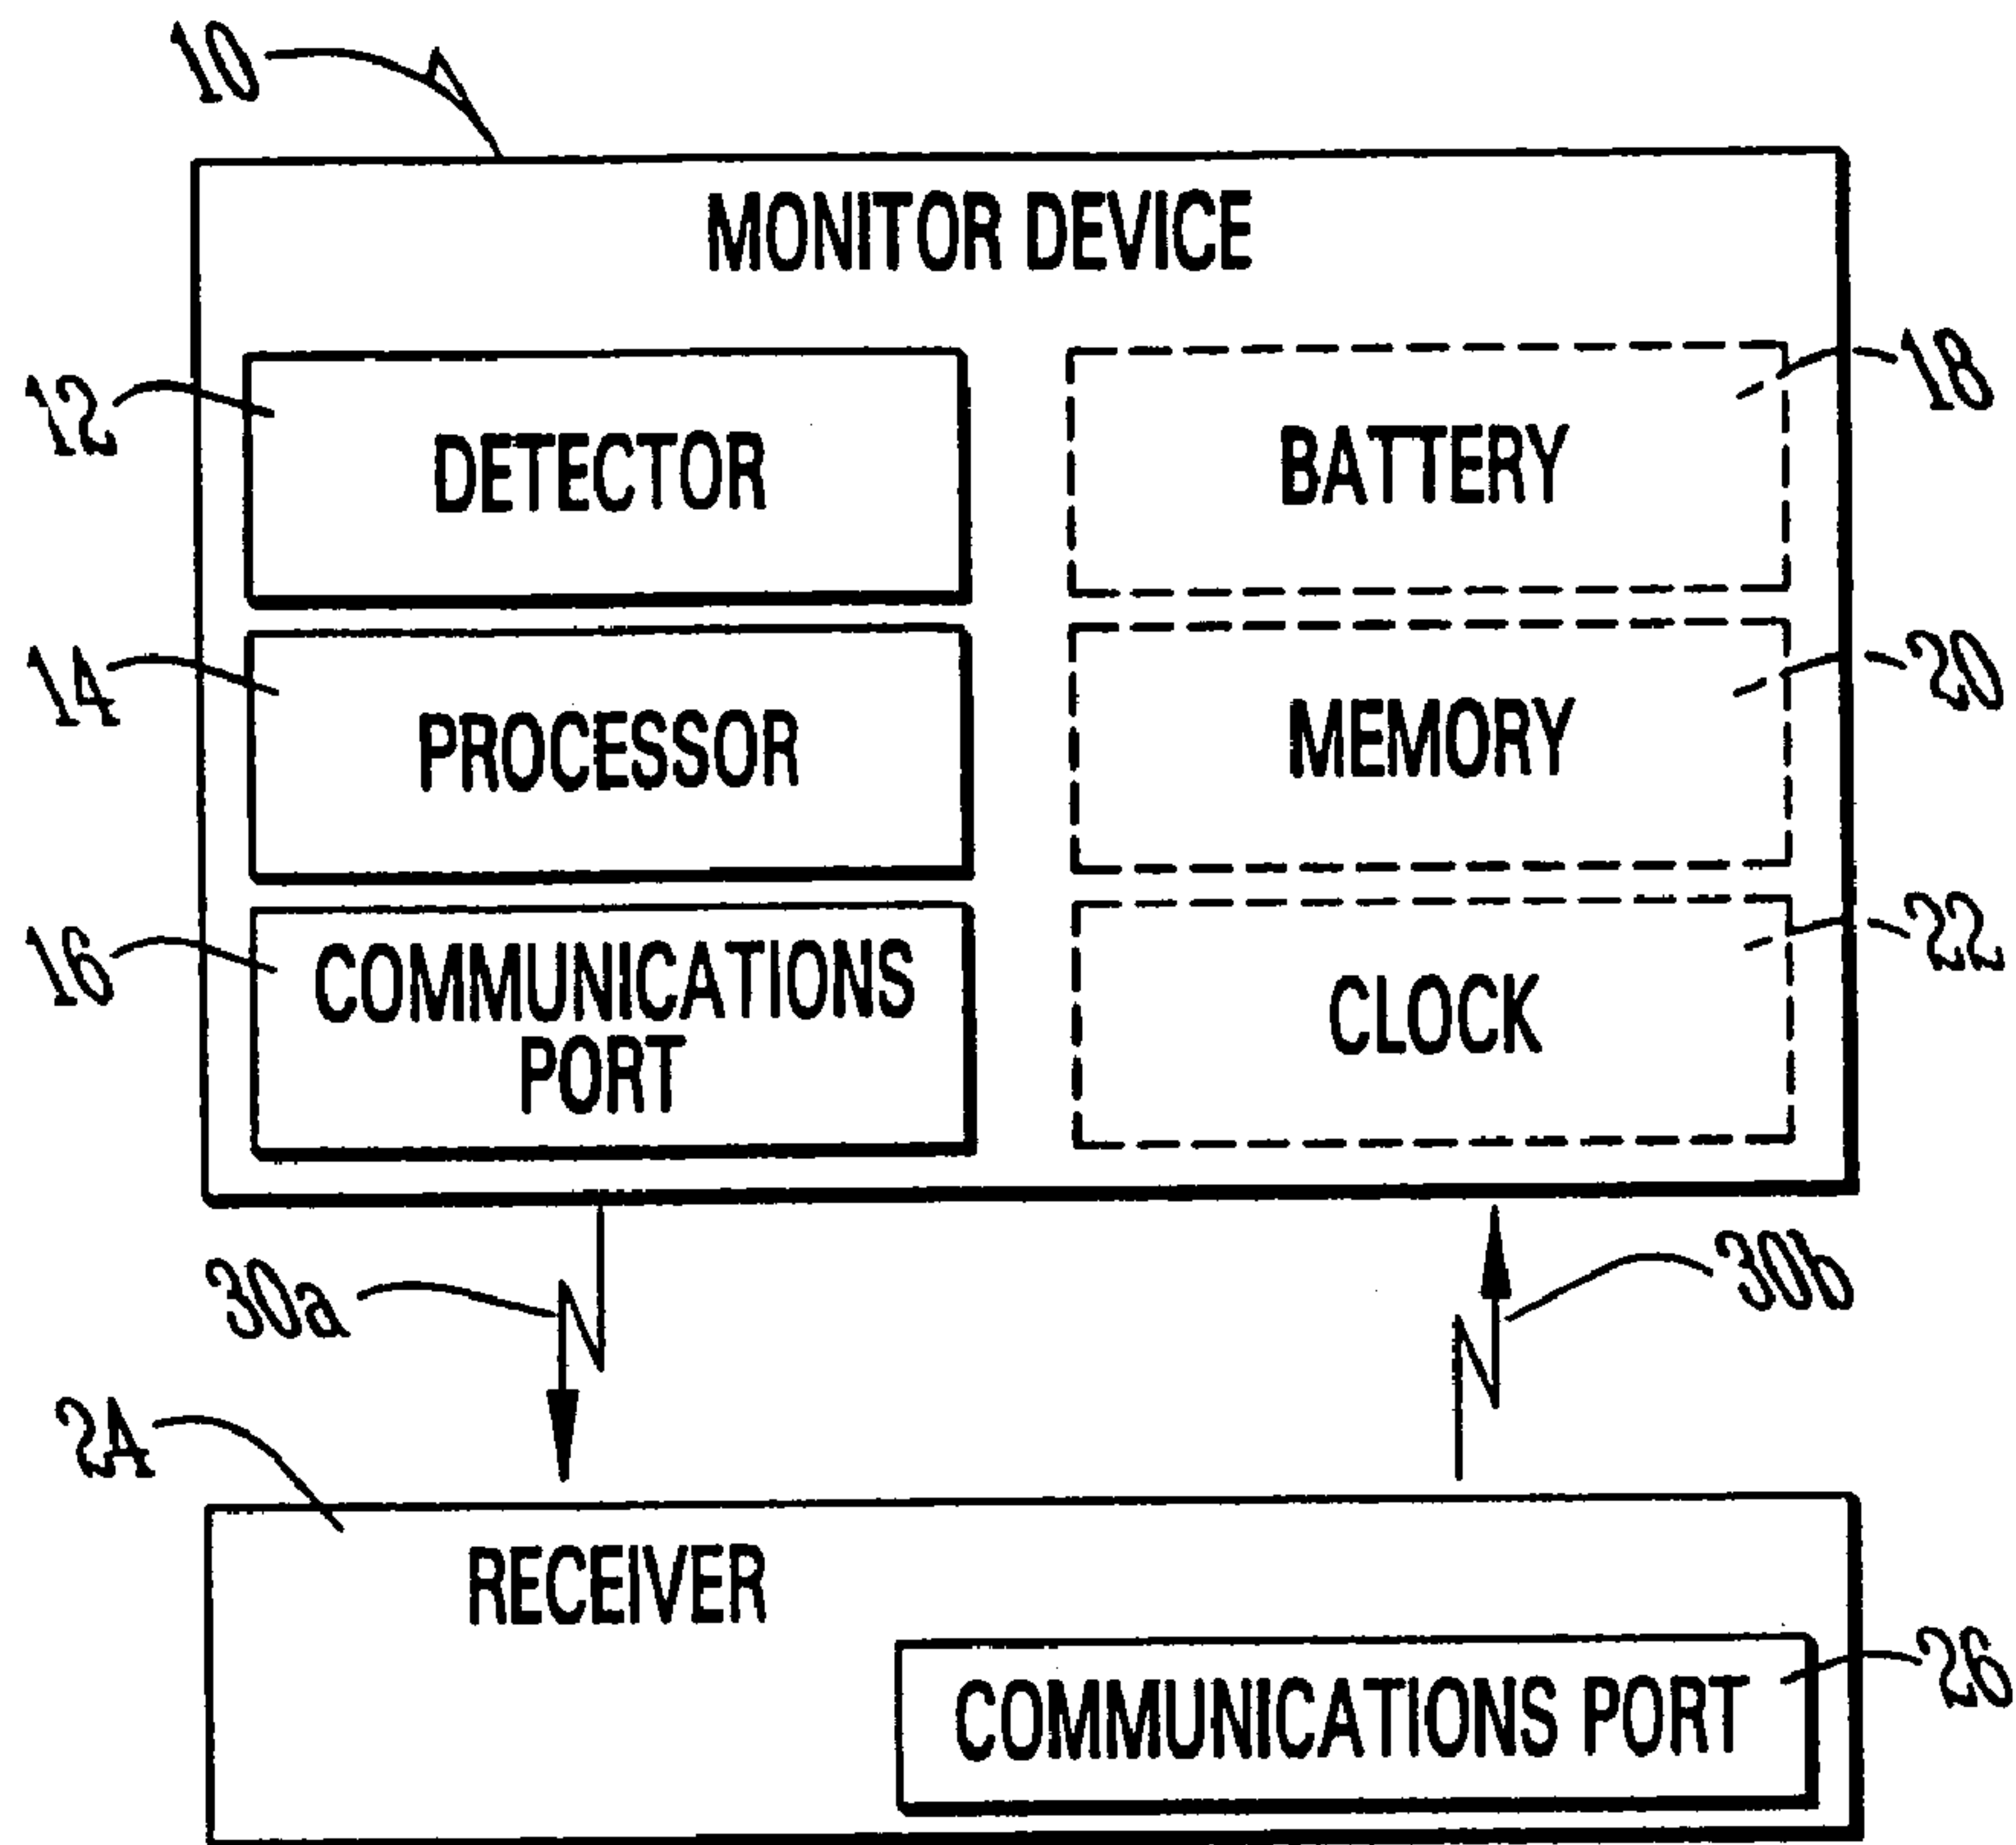 10
MONITOR DEVICE
12
DETECTOR
BATTERY
18
14
PROCESSOR
MEMORY
20
16
COMMUNICATIONS
PORT
CLOCK
22
30a
30b
24
RECEIVER
COMMUNICATIONS PORT
26